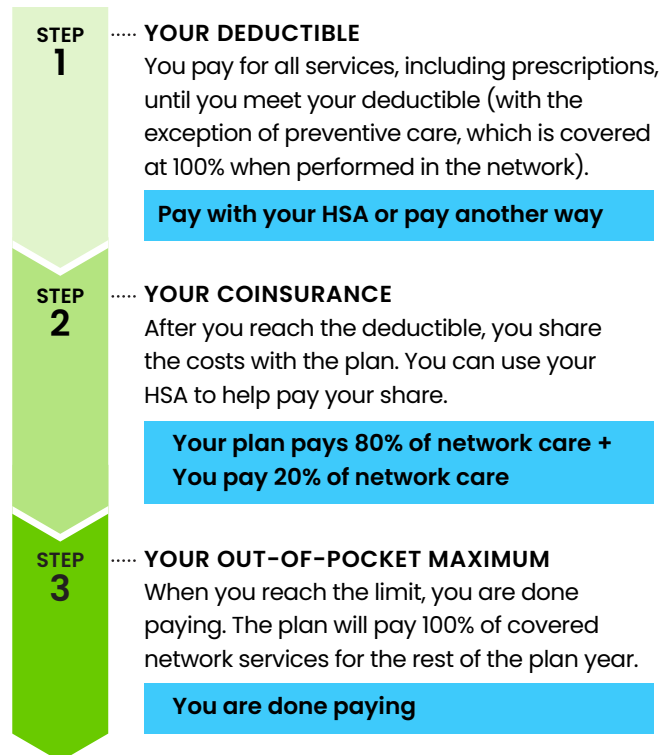 STEP
1
YOUR DEDUCTIBLE
You pay for all services, including prescriptions,
until you meet your deductible (with the
exception of preventive care, which is covered
at 100% when performed in the network).
Pay with your HSA or pay another way
STEP
2
YOUR COINSURANCE
After you reach the deductible, you share
the costs with the plan. You can use your
HSA to help pay your share.
Your plan pays 80% of network care +
You pay 20% of network care
STEP
3
YOUR OUT-OF-POCKET MAXIMUM
When you reach the limit, you are done
paying. The plan will pay 100% of covered
network services for the rest of the plan year.
You are done paying